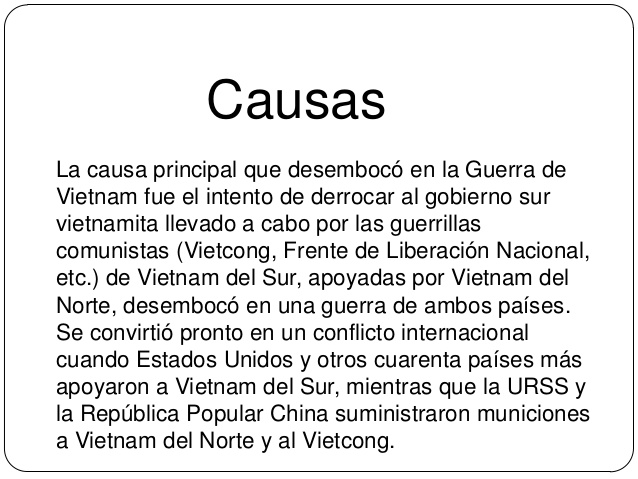 Causas
La causa principal que desembocó en la Guerra de
Vietnam fue el intento de derrocar al gobierno sur
vietnamita llevado a cabo por las guerrillas
comunistas (Vietcong, Frente de Liberación Nacional,
etc.) de Vietnam del Sur, apoyadas por Vietnam del
Norte, desembocó en una guerra de ambos países.
Se convirtió pronto en un conflicto internacional
cuando Estados Unidos y otros cuarenta países más
apoyaron a Vietnam del Sur, mientras que la URSS y
la República Popular China suministraron municiones
a Vietnam del Norte y al Vietcong.